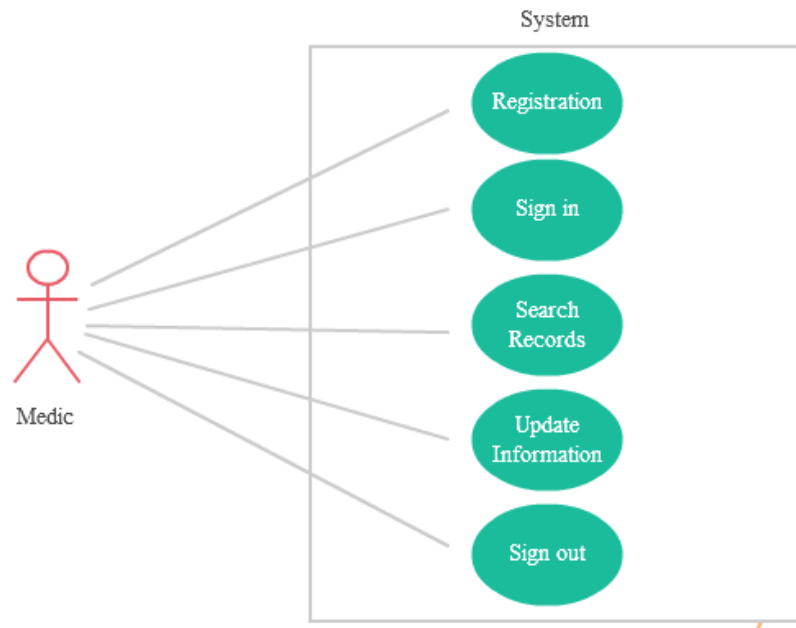 System
Registration
Sign in
Search
Records
Update
Information
Sign out
Medic